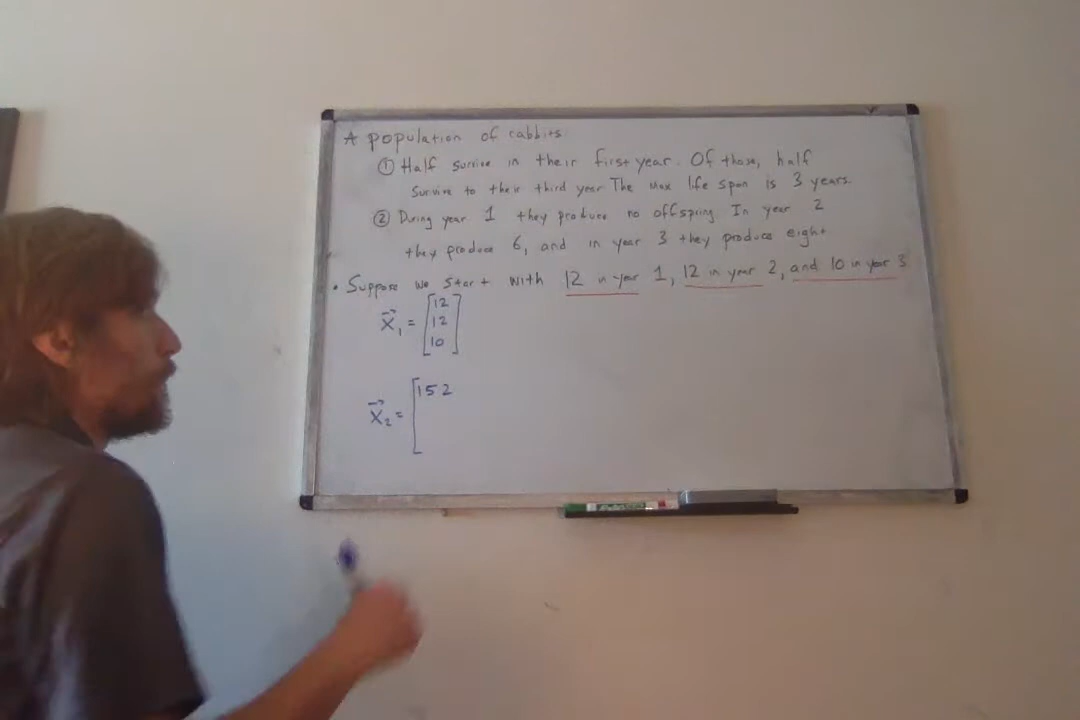 A population of rabbits
① Half survive in their first year. Of those, half
survive to their third year The max life span is 3 years.
② During year 1 they produce no offspring In year 2
they produce 6, and in year 3 they produce eight
• Suppose we start with 12 in year 1, 12 in year 2, and 10 in year 3
x⃗₁ = [12
12
10]
x⃗₂ = [152